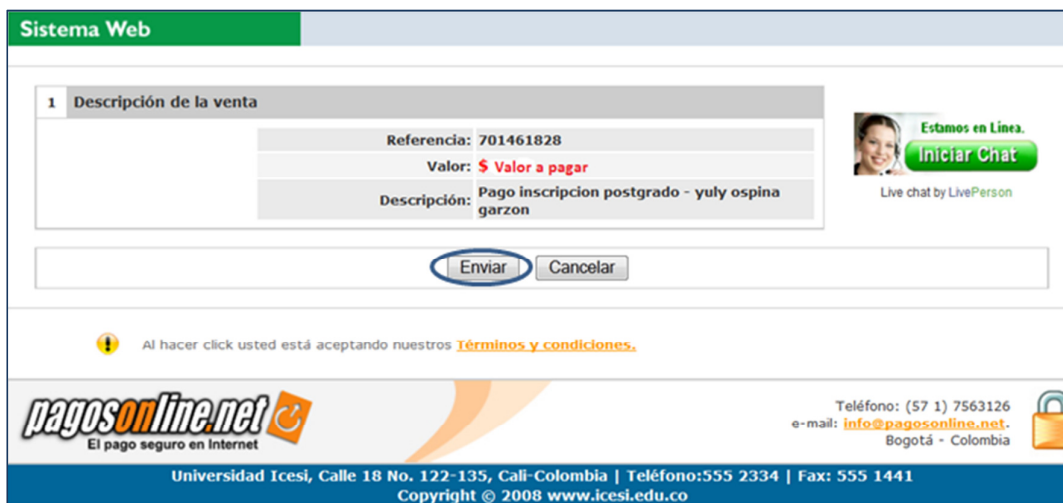 Sistema Web
1 Descripción de la venta
Referencia: 701461828
Valor: $ Valor a pagar
Descripción: Pago inscripcion postgrado - yuly ospina
garzon
Estamos en Línea.
Iniciar Chat
Live chat by LivePerson
Enviar Cancelar
Al hacer click usted está aceptando nuestros Términos y condiciones.
pagosonline.net
El pago seguro en Internet
Teléfono: (57 1) 7563126
e-mail: info@pagosonline.net.
Bogotá - Colombia
Universidad Icesi, Calle 18 No. 122-135, Cali-Colombia | Teléfono:555 2334 | Fax: 555 1441
Copyright © 2008 www.icesi.edu.co